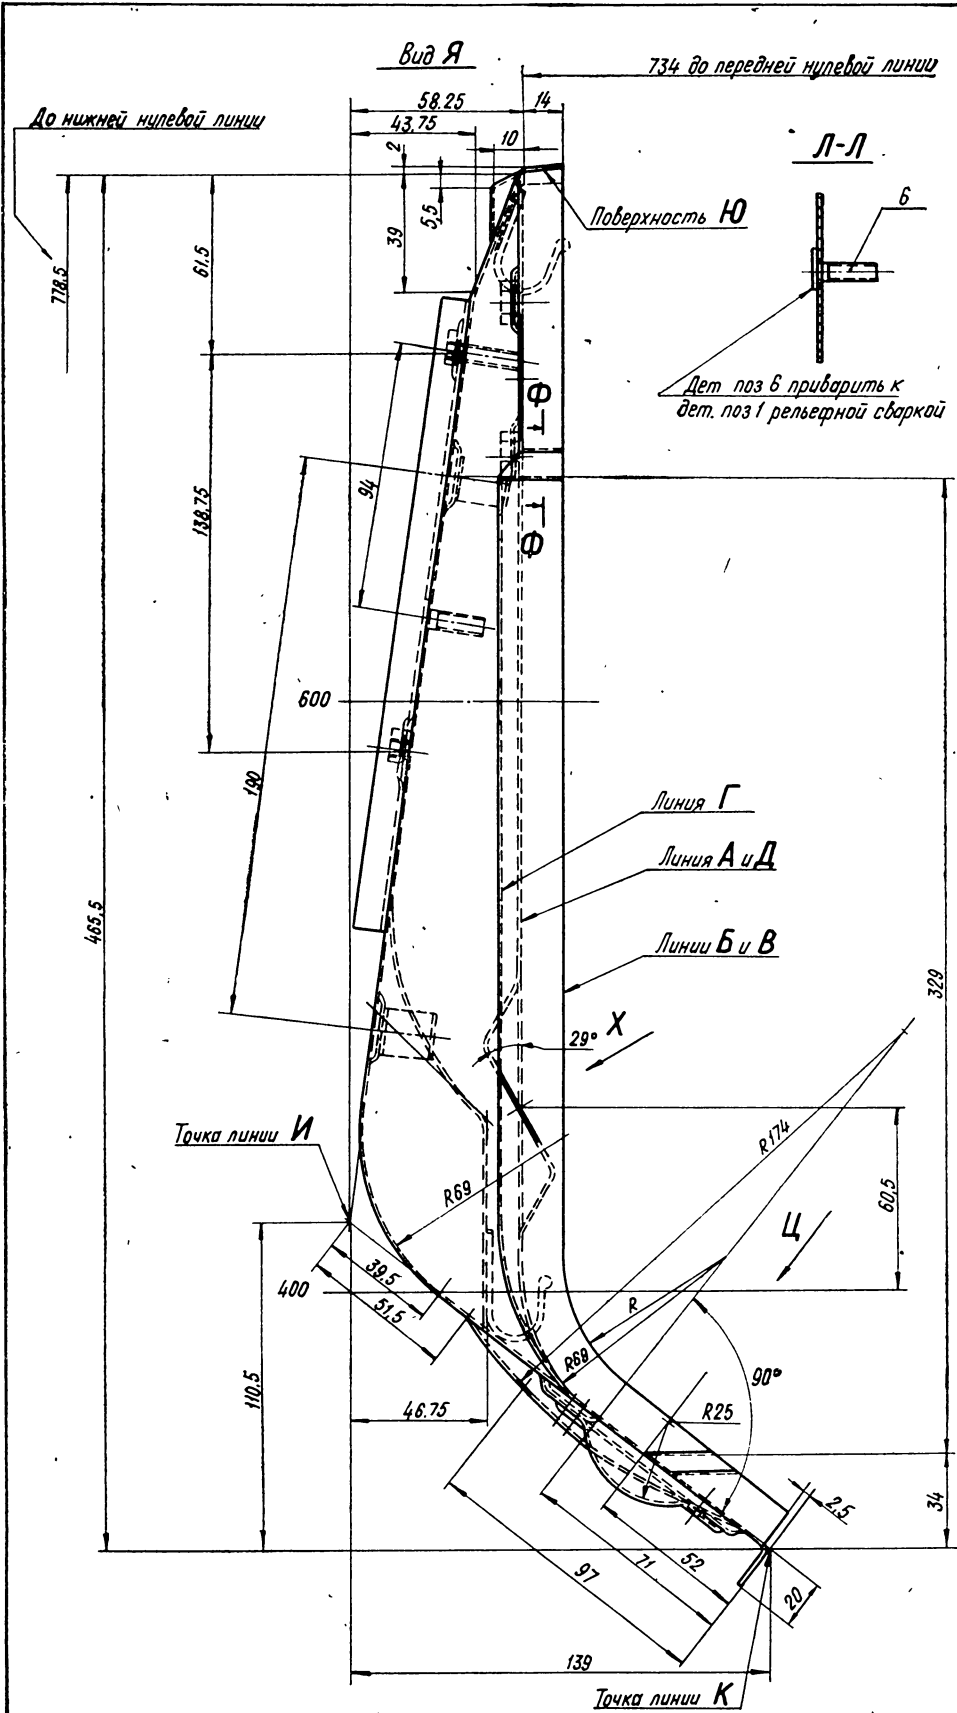 Вид Я
734 до передней нулевой линии
58.25
14
До нижней нулевой линии
43.75
2
10
Л-Л
5,5
39
Поверхность Ю
6
61.5
778.5
Дет поз 6 приварить к
дет. поз 1 рельефной сваркой
Ф
94
138.75
Ф
600
190
Линия Г
Линия А и Д
465,5
Линии Б и В
329
29°
Х
Точка линии И
R174
R69
60,5
Ц
39.5
400
51,5
R
R69
90°
110.5
46.75
R25
34
2,5
52
71
97
20
139
Точка линии К